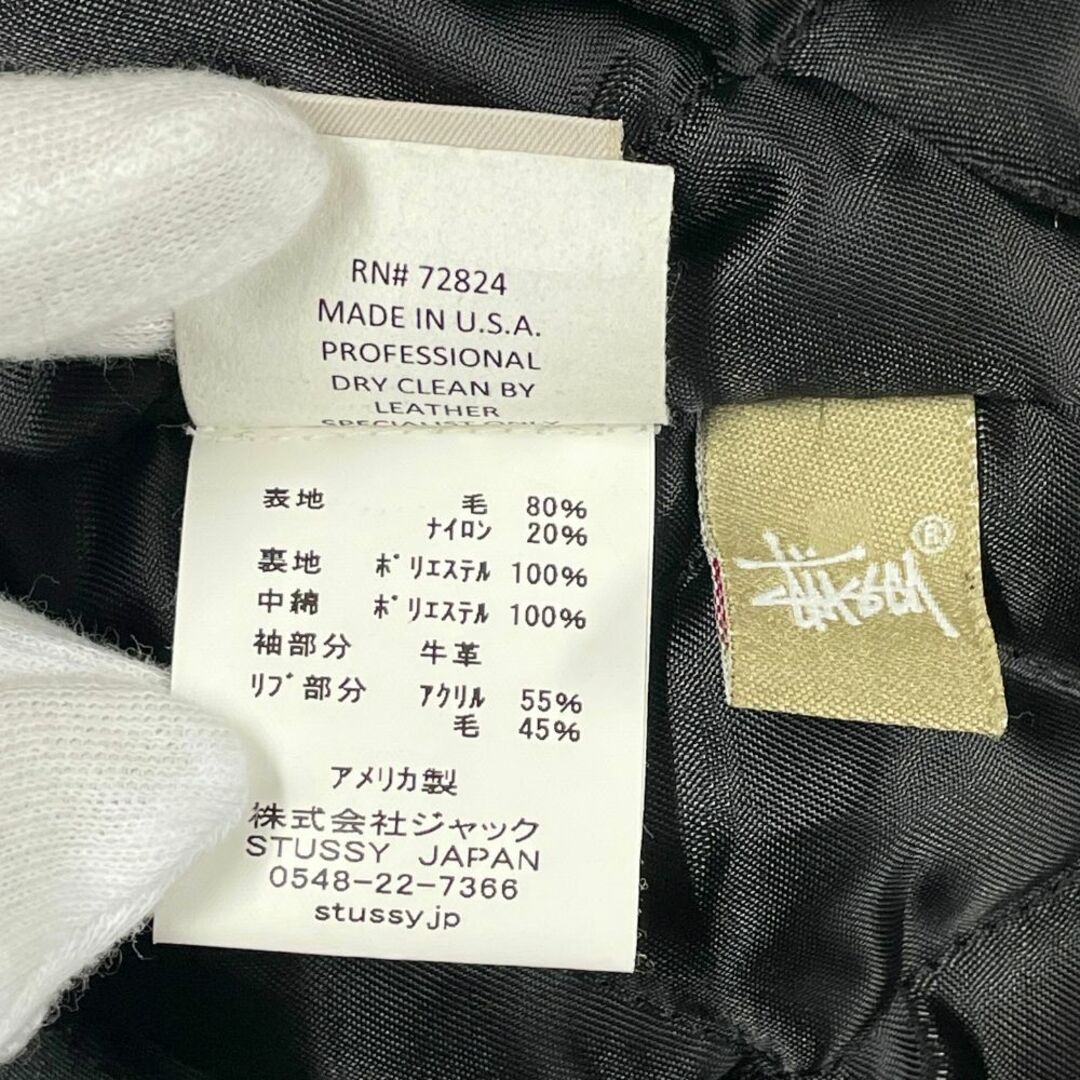 RN# 72824
MADE IN U.S.A.
PROFESSIONAL
DRY CLEAN BY
LEATHER
SPECIALIST ONLY
表地 毛 80%
ナイロン 20%
裏地 ポリエステル 100%
中綿 ポリエステル 100%
袖部分 牛革
リブ部分 アクリル 55%
毛 45%
アメリカ製
株式会社ジャック
STUSSY JAPAN
0548-22-7366
stussy.jp
Stüssy ®